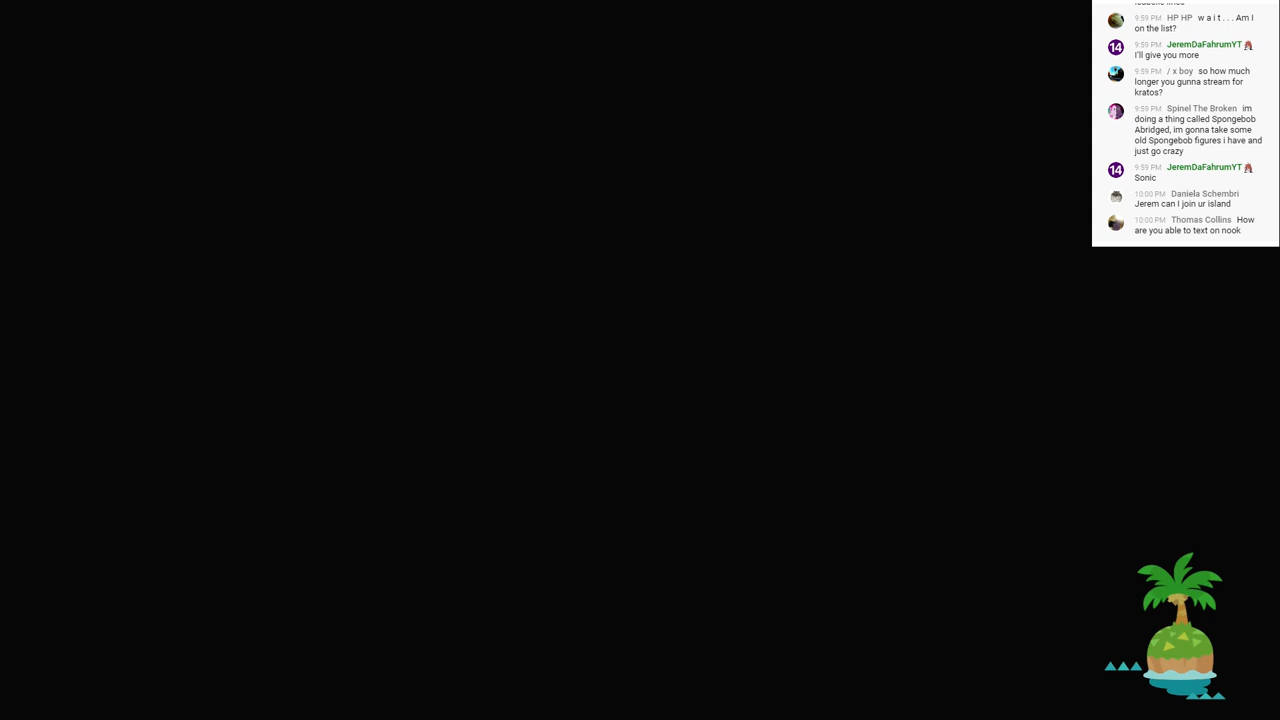 9:59 PM HP HP w a i t . . . Am I
on the list?
14 9:59 PM JeremDaFahrumYT
I'll give you more
9:59 PM / x boy so how much
longer you gunna stream for
kratos?
9:59 PM Spinel The Broken im
doing a thing called Spongebob
Abridged, im gonna take some
old Spongebob figures i have and
just go crazy
14 9:59 PM JeremDaFahrumYT
Sonic
10:00 PM Daniela Schembri
Jerem can I join ur island
10:00 PM Thomas Collins How
are you able to text on nook